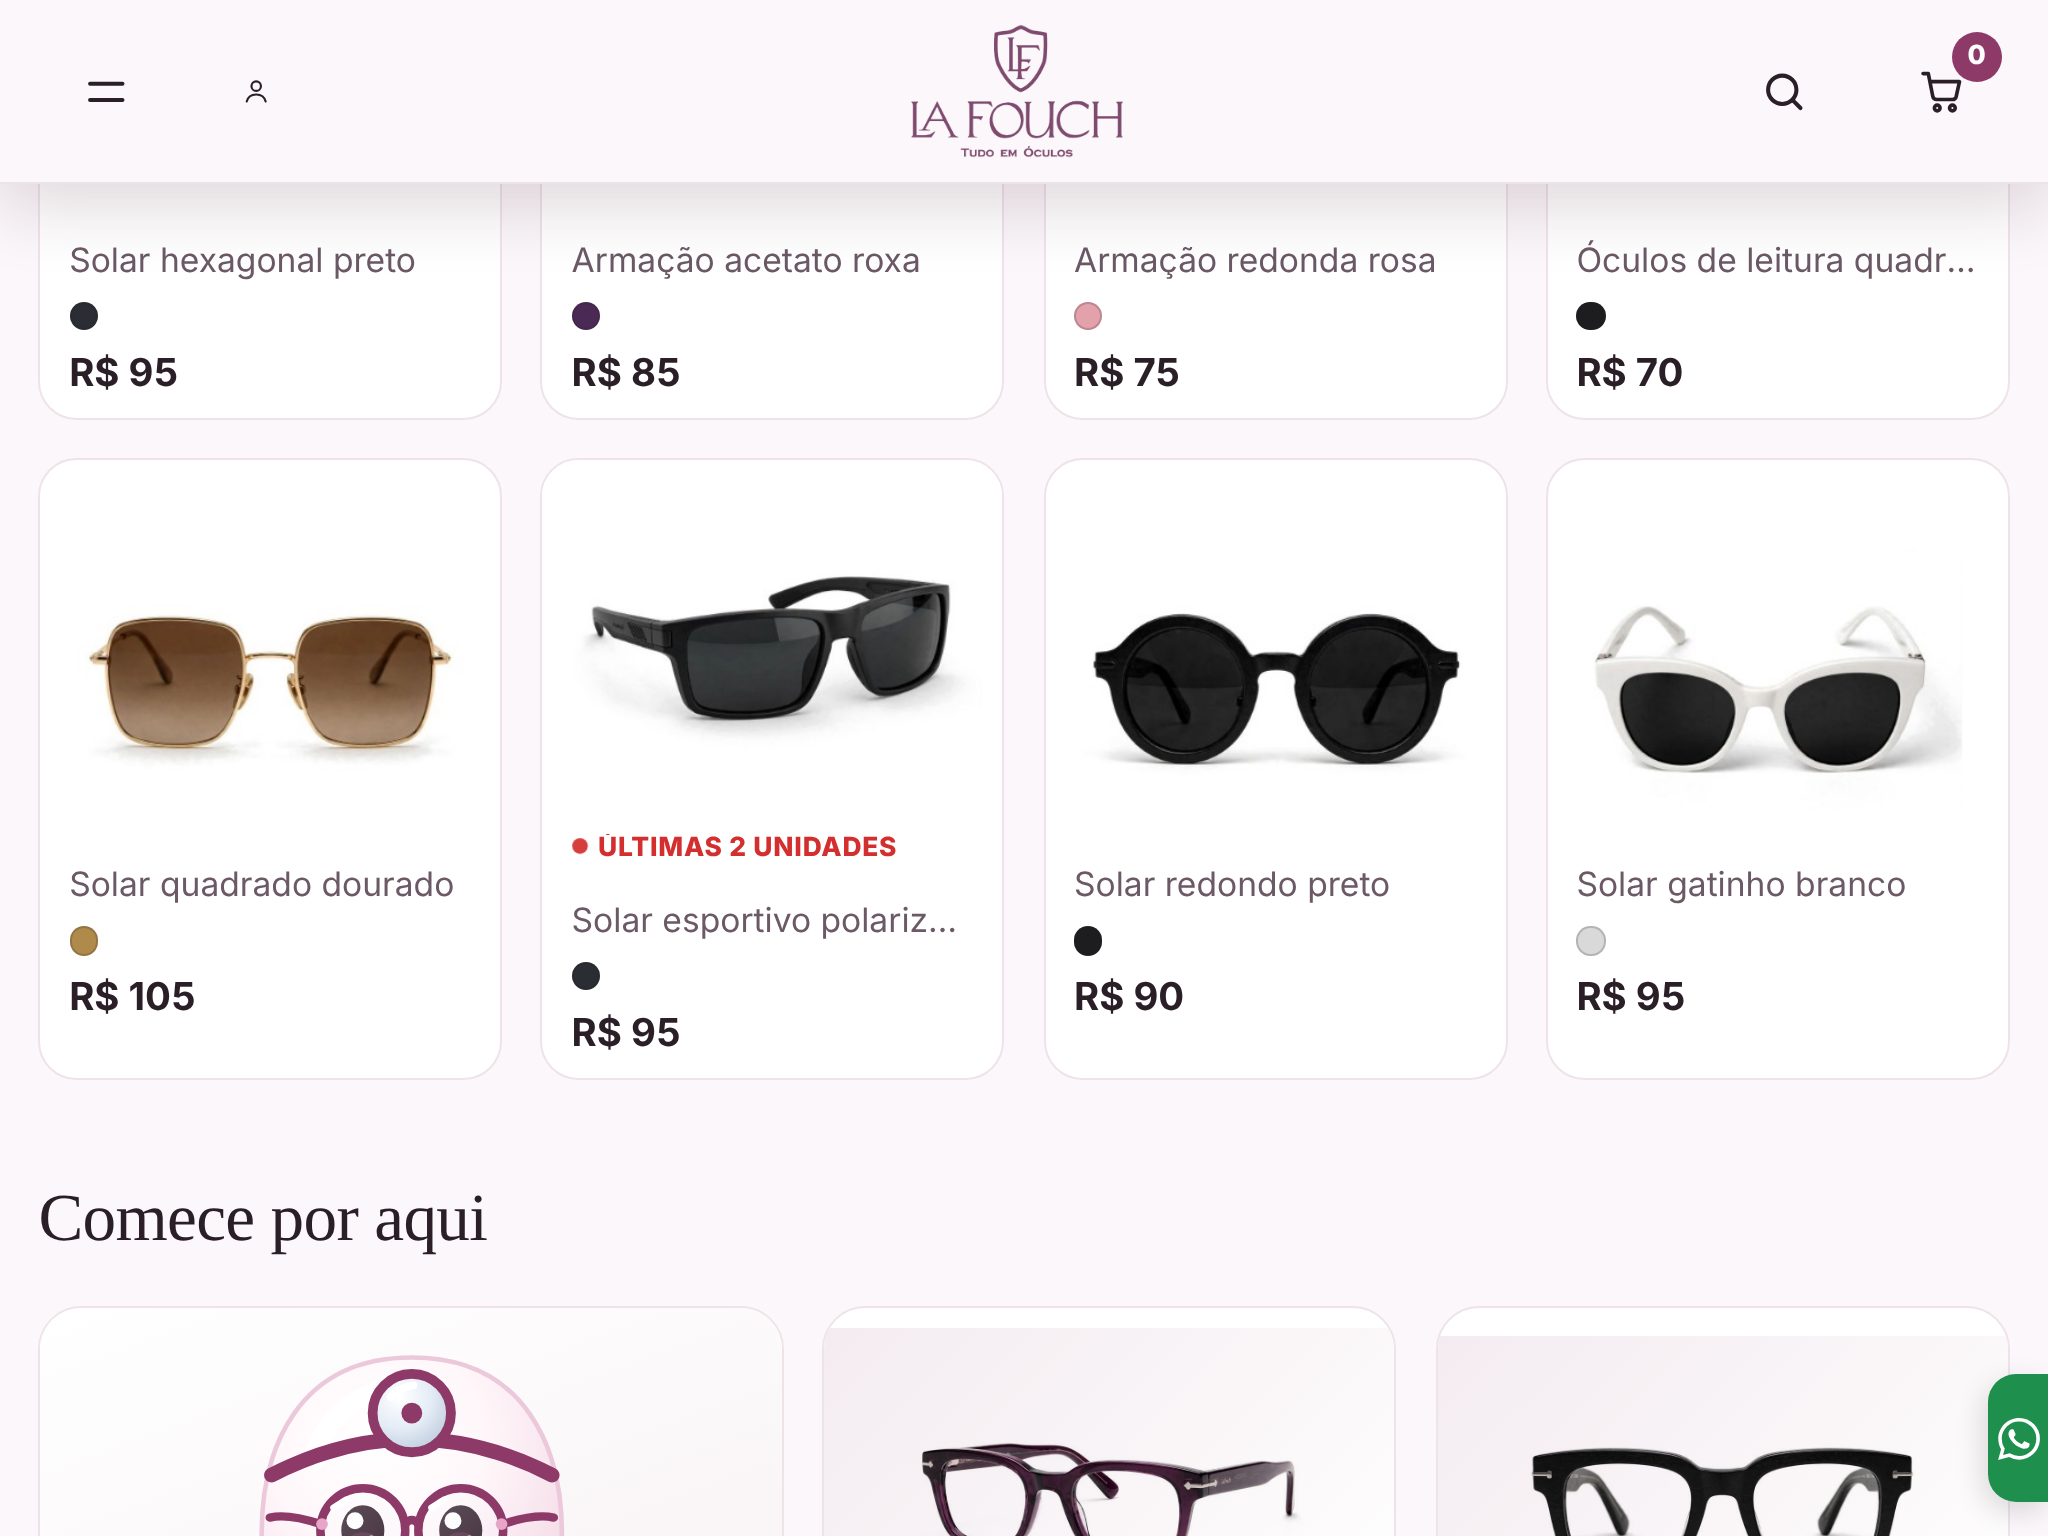 0
LF
LA FOUCH
TUDO EM ÓCULOS
Solar hexagonal preto
R$ 95
Armação acetato roxa
R$ 85
Armação redonda rosa
R$ 75
Óculos de leitura quadr...
R$ 70
Solar quadrado dourado
R$ 105
ÚLTIMAS 2 UNIDADES
Solar esportivo polariz...
R$ 95
Solar redondo preto
R$ 90
Solar gatinho branco
R$ 95
Comece por aqui